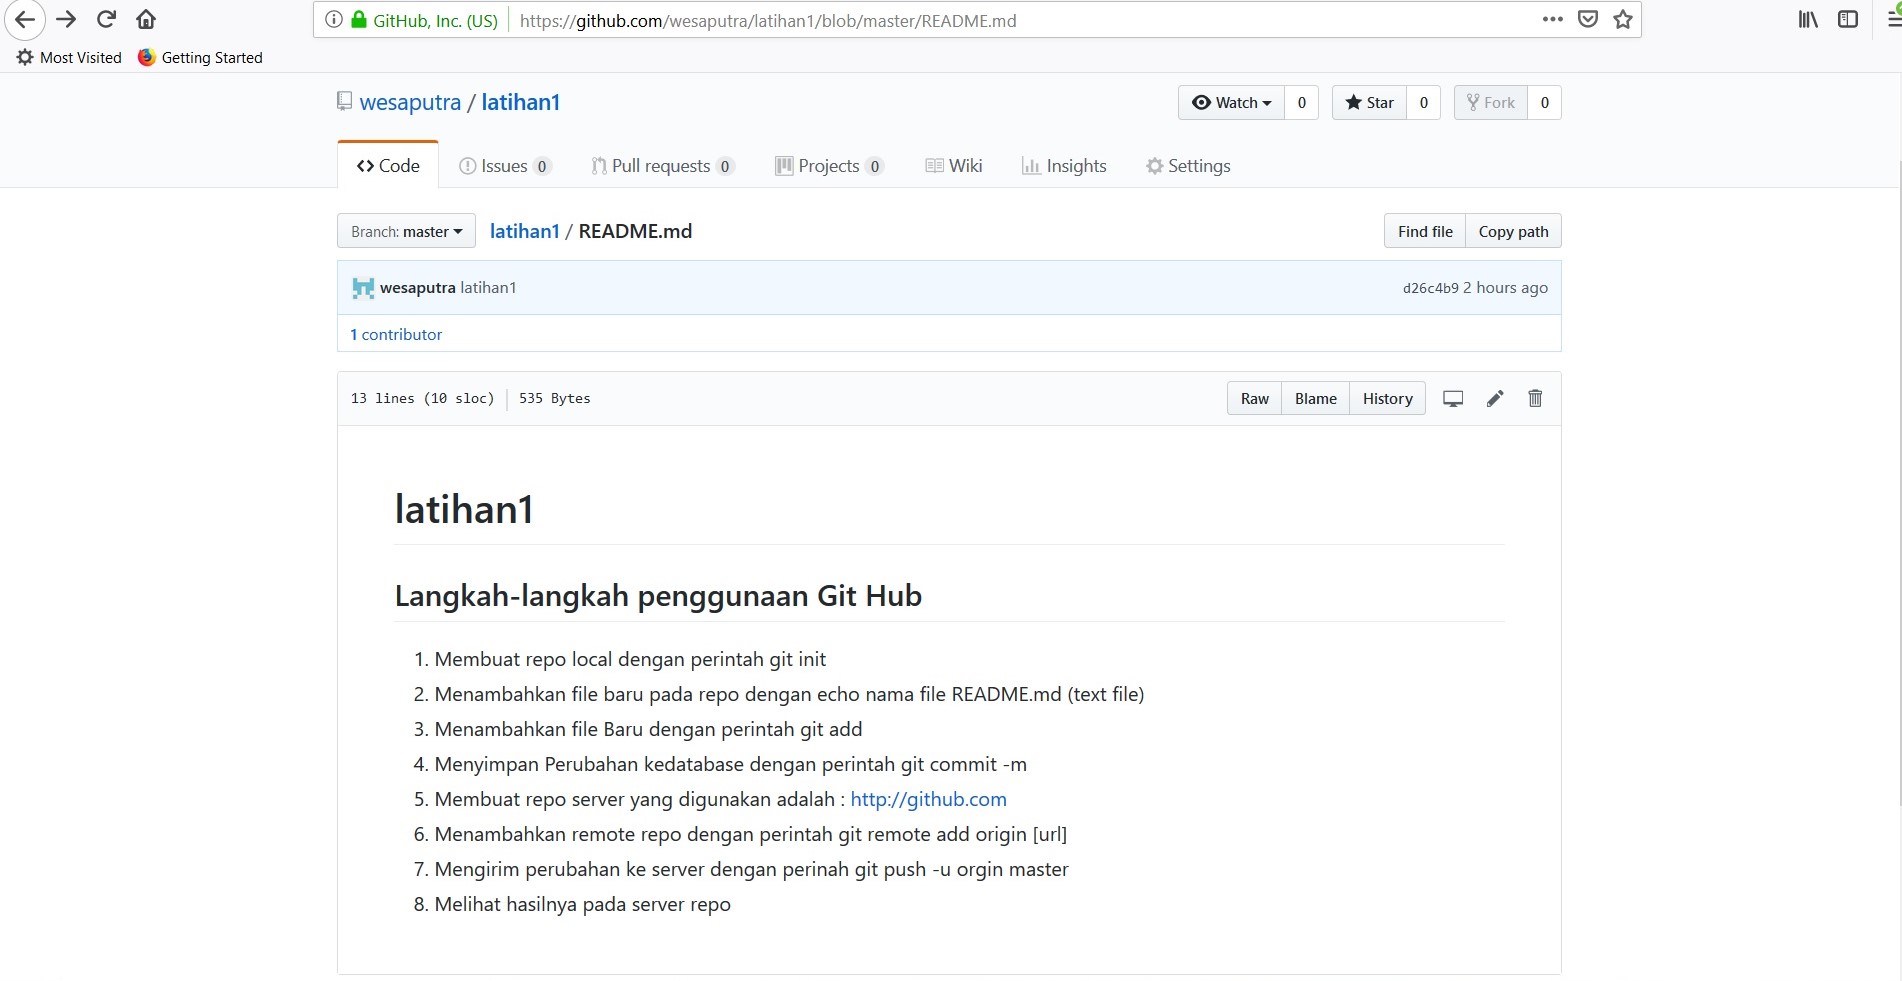 GitHub, Inc. (US) https://github.com/wesaputra/latihan1/blob/master/README.md
Most Visited Getting Started
wesaputra / latihan1 Watch 0 Star 0 Fork 0
Code Issues 0 Pull requests 0 Projects 0 Wiki Insights Settings
Branch: master latihan1 / README.md Find file Copy path
wesaputra latihan1 d26c4b9 2 hours ago
1 contributor
13 lines (10 sloc) 535 Bytes Raw Blame History
latihan1
Langkah-langkah penggunaan Git Hub
1. Membuat repo local dengan perintah git init
2. Menambahkan file baru pada repo dengan echo nama file README.md (text file)
3. Menambahkan file Baru dengan perintah git add
4. Menyimpan Perubahan kedatabase dengan perintah git commit -m
5. Membuat repo server yang digunakan adalah : http://github.com
6. Menambahkan remote repo dengan perintah git remote add origin [url]
7. Mengirim perubahan ke server dengan perinah git push -u orgin master
8. Melihat hasilnya pada server repo